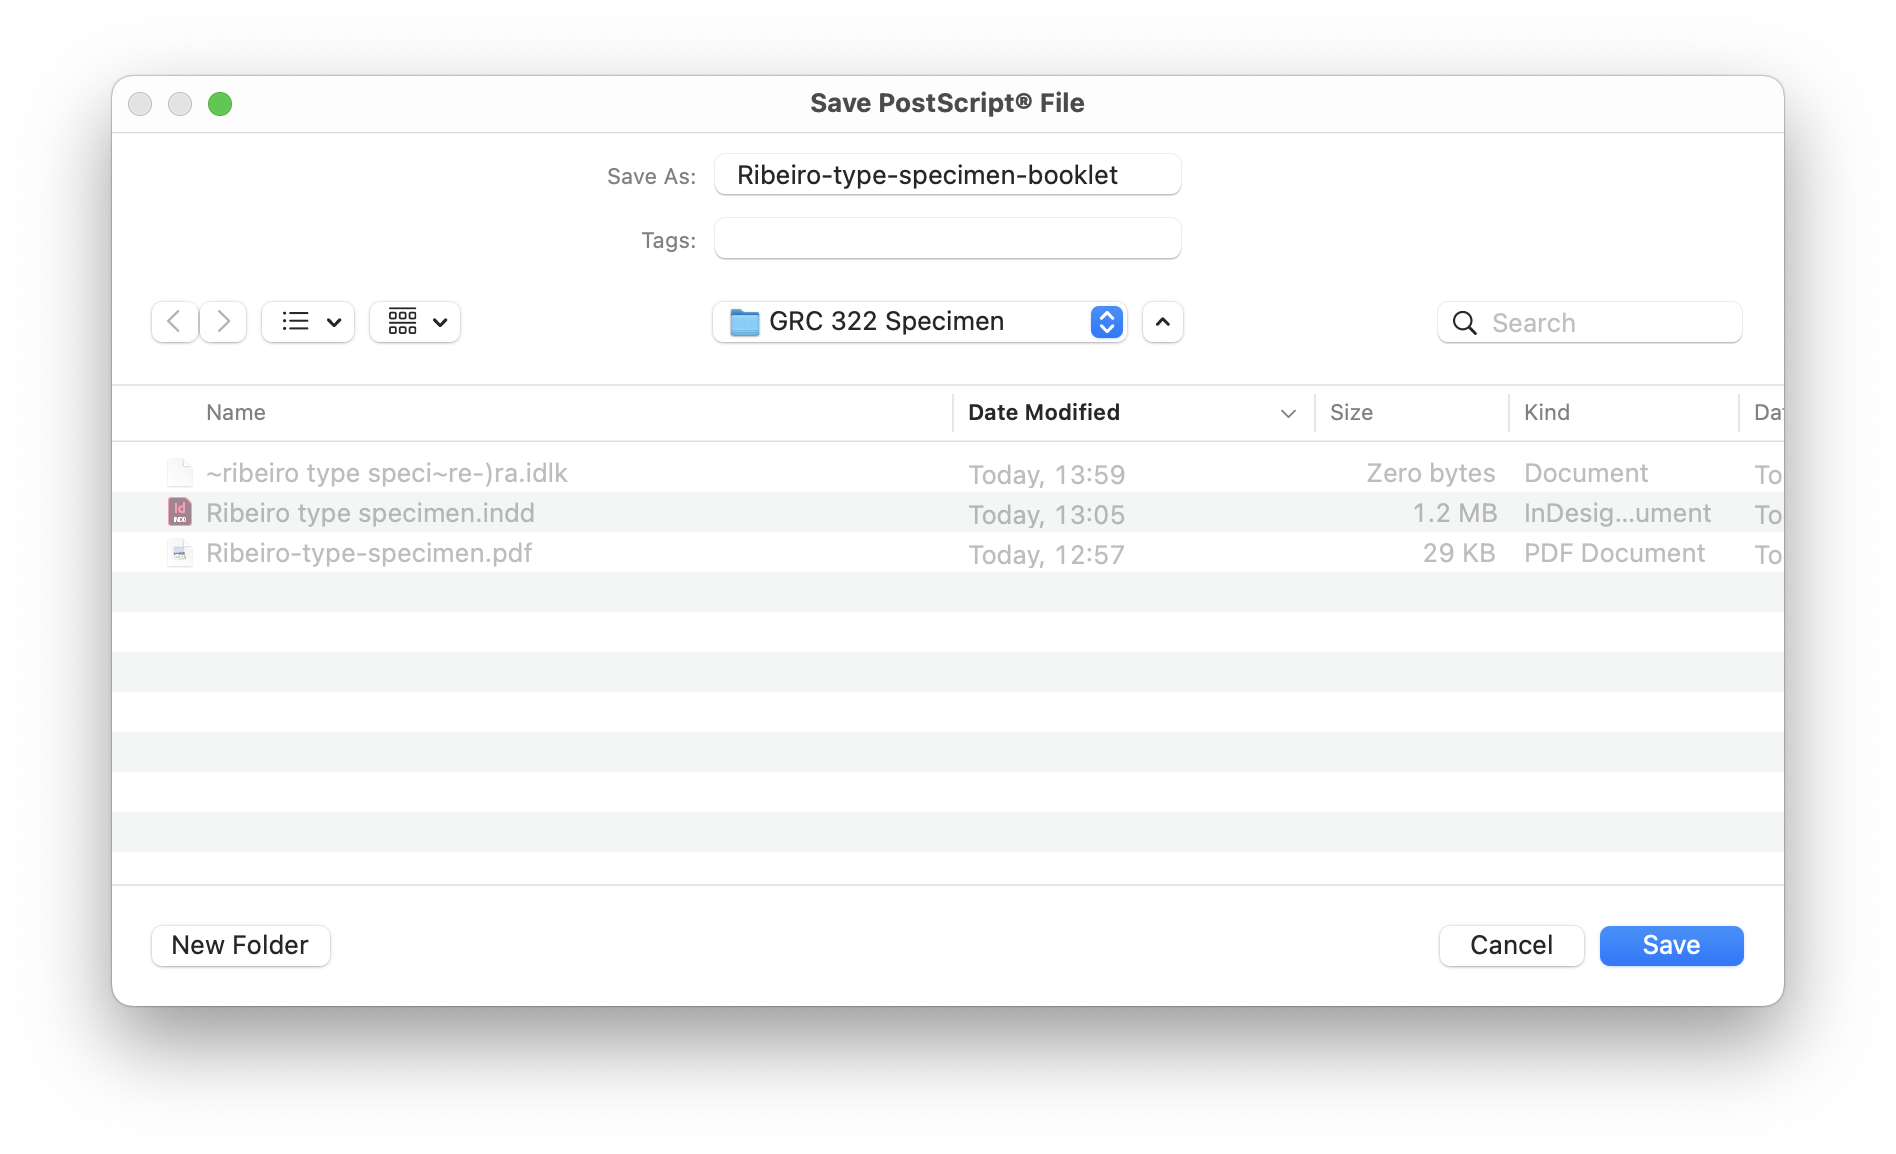 Save PostScript® File
Save As: Ribeiro-type-specimen-booklet
Tags:
GRC 322 Specimen
Search
Name Date Modified Size Kind Da
~ribeiro type speci~re-)ra.idlk Today, 13:59 Zero bytes Document To
Id INDD Ribeiro type specimen.indd Today, 13:05 1.2 MB InDesig...ument To
Ribeiro-type-specimen.pdf Today, 12:57 29 KB PDF Document To
New Folder Cancel Save